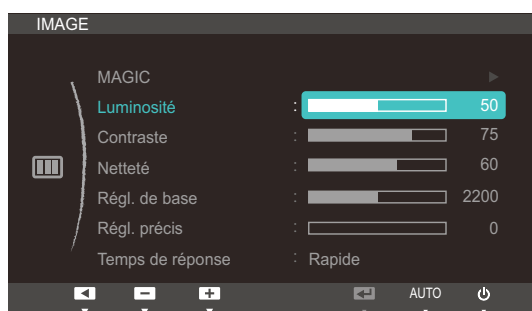 IMAGE
MAGIC
Luminosité : 50
Contraste : 75
Netteté : 60
Régl. de base : 2200
Régl. précis : 0
Temps de réponse : Rapide
AUTO